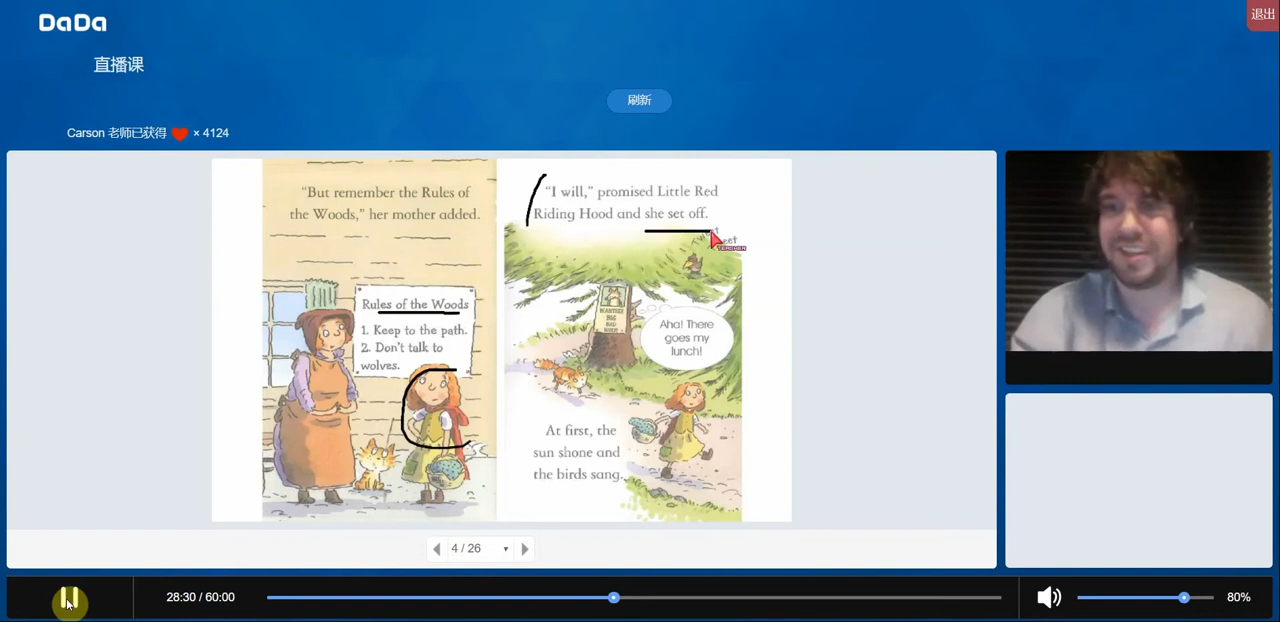 DaDa
退出
直播课
刷新
Carson 老师已获得 × 4124
"But remember the Rules of
the Woods," her mother added.
Rules of the Woods
1. Keep to the path.
2. Don't talk to
wolves.
"I will," promised Little Red
Riding Hood and she set off.
TEACHER
BIG
BAD
Aha! There
goes my
lunch!
At first, the
sun shone and
the birds sang.
4 / 26
28:30 / 60:00
80%